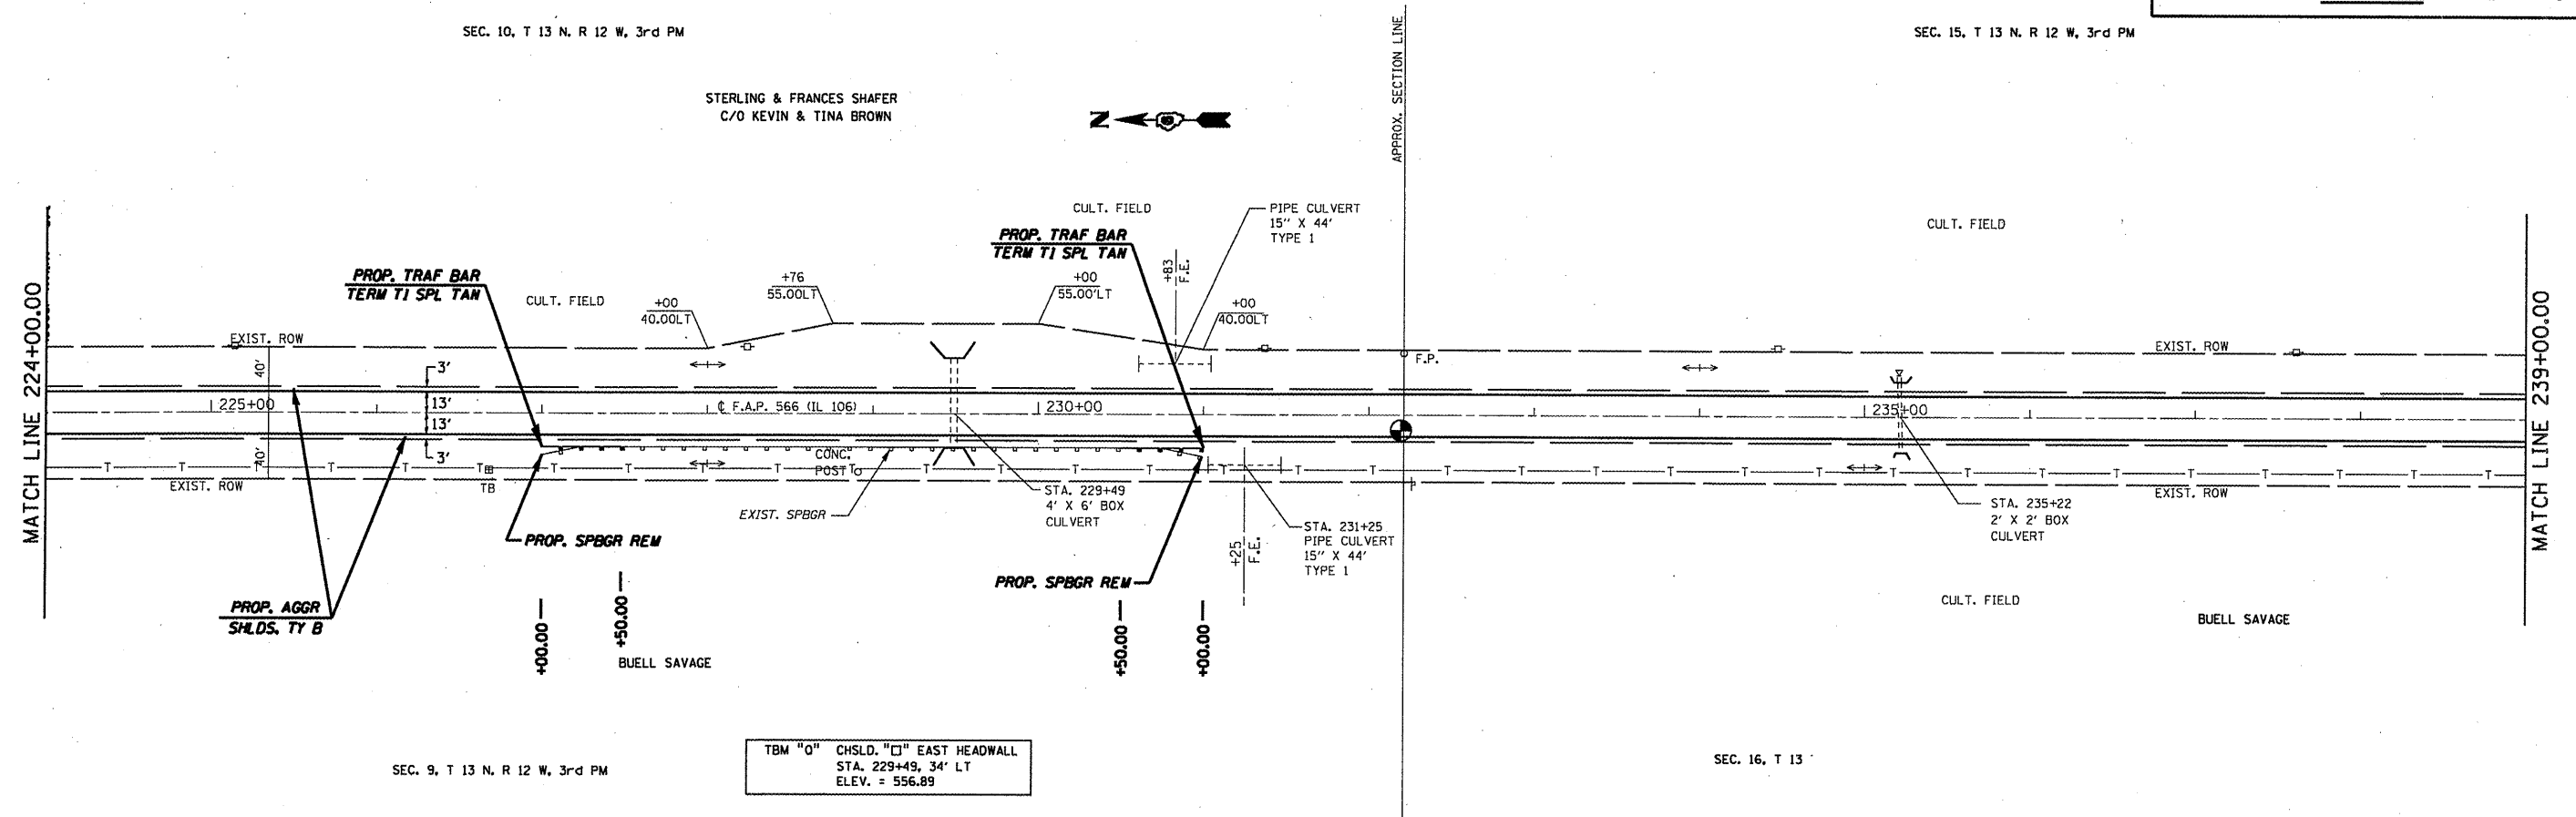 SEC. 10, T 13 N. R 12 W, 3rd PM
SEC. 15, T 13 N. R 12 W, 3rd PM
STERLING & FRANCES SHAFER
C/O KEVIN & TINA BROWN
N
APPROX. SECTION LINE
CULT. FIELD
PIPE CULVERT
15" X 44'
TYPE 1
CULT. FIELD
PROP. TRAF BAR
TERM T1 SPL TAN
+83
F.E.
PROP. TRAF BAR
TERM T1 SPL TAN
CULT. FIELD
+00
40.00LT
+76
55.00LT
+00
55.00'LT
+00
40.00LT
MATCH LINE 224+00.00
MATCH LINE 239+00.00
EXIST. ROW
EXIST. ROW
F.P.
40'
3'
13'
13'
3'
40'
225+00
℄ F.A.P. 566 (IL 106)
230+00
235+00
CONC.
POST
T T T T T T T T T T T T T T T T T T T T T T T T T T T T T T T T T
EXIST. ROW
TB
EXIST. ROW
EXIST. SPBGR
STA. 229+49
4' X 6' BOX
CULVERT
STA. 231+25
PIPE CULVERT
15" X 44'
TYPE 1
+25
F.E.
STA. 235+22
2' X 2' BOX
CULVERT
PROP. SPBGR REM
PROP. SPBGR REM
PROP. AGGR
SHLDS. TY B
+00.00
+50.00
+50.00
+00.00
CULT. FIELD
BUELL SAVAGE
BUELL SAVAGE
TBM "Q" CHSLD. "□" EAST HEADWALL
STA. 229+49, 34' LT
ELEV. = 556.89
SEC. 9, T 13 N. R 12 W, 3rd PM
SEC. 16, T 13